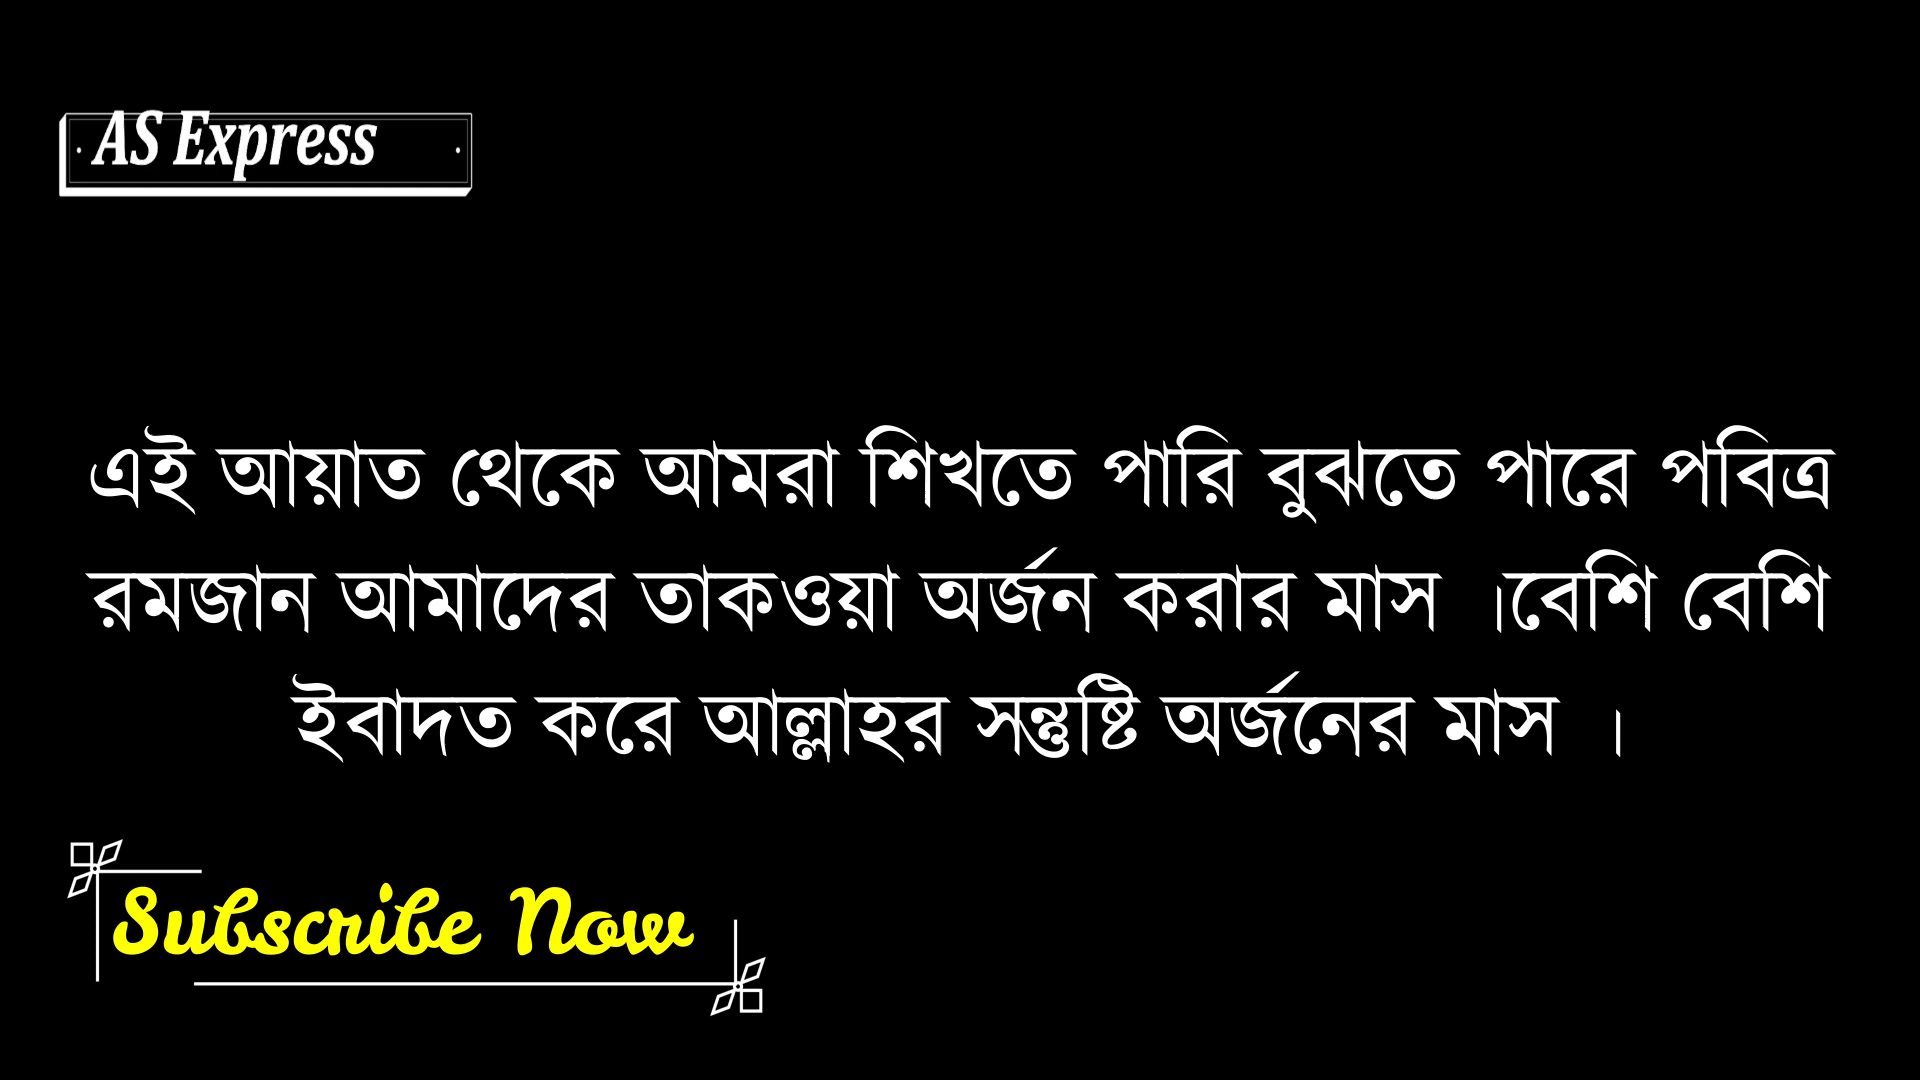 AS Express
এই আয়াত থেকে আমরা শিখতে পারি বুঝতে পারে পবিত্র
রমজান আমাদের তাকওয়া অর্জন করার মাস ।বেশি বেশি
ইবাদত করে আল্লাহর সন্তুষ্টি অর্জনের মাস ।
Subscribe Now